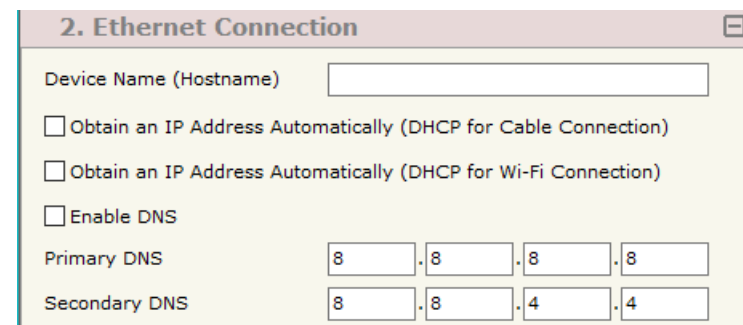 2. Ethernet Connection
Device Name (Hostname)
Obtain an IP Address Automatically (DHCP for Cable Connection)
Obtain an IP Address Automatically (DHCP for Wi-Fi Connection)
Enable DNS
Primary DNS 8 . 8 . 8 . 8
Secondary DNS 8 . 8 . 4 . 4